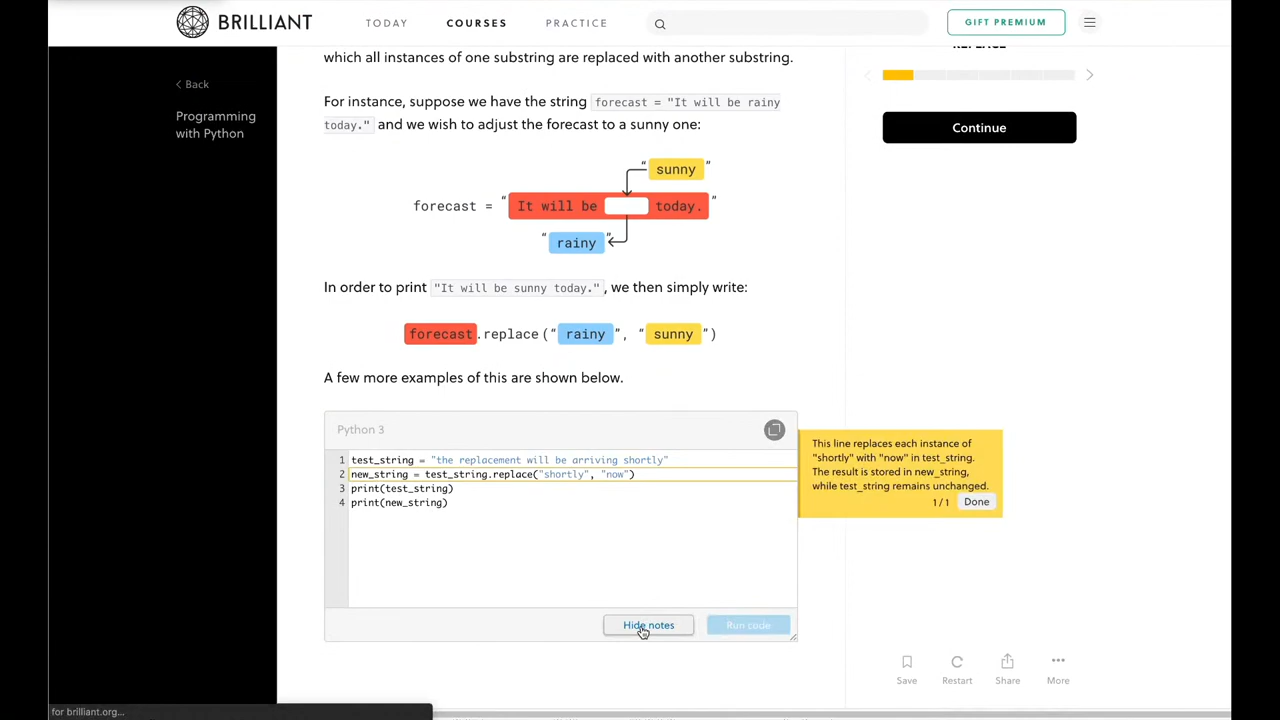 BRILLIANT
TODAY
COURSES
PRACTICE
GIFT PREMIUM
Back
Programming
with Python
which all instances of one substring are replaced with another substring.
For instance, suppose we have the string forecast = "It will be rainy
today." and we wish to adjust the forecast to a sunny one:
" sunny "
forecast = " It will be today. "
" rainy "
In order to print "It will be sunny today.", we then simply write:
forecast.replace(" rainy ", " sunny ")
A few more examples of this are shown below.
Python 3
1 test_string = "the replacement will be arriving shortly"
2 new_string = test_string.replace("shortly", "now")
3 print(test_string)
4 print(new_string)
Hide notes
Run code
REPLACE
Continue
This line replaces each instance of
"shortly" with "now" in test_string.
The result is stored in new_string,
while test_string remains unchanged.
1/1 Done
Save
Restart
Share
More
for brilliant.org...